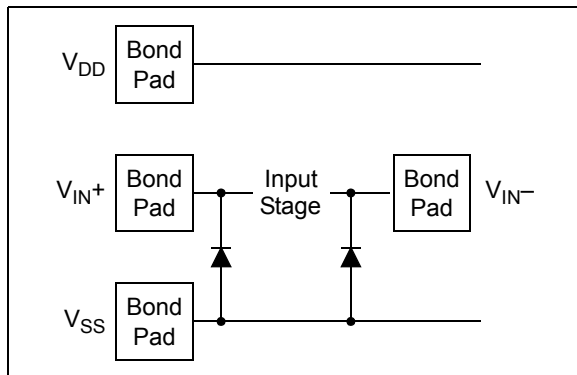 V_DD
Bond
Pad
V_IN+
Bond
Pad
Input
Stage
Bond
Pad
V_IN–
V_SS
Bond
Pad